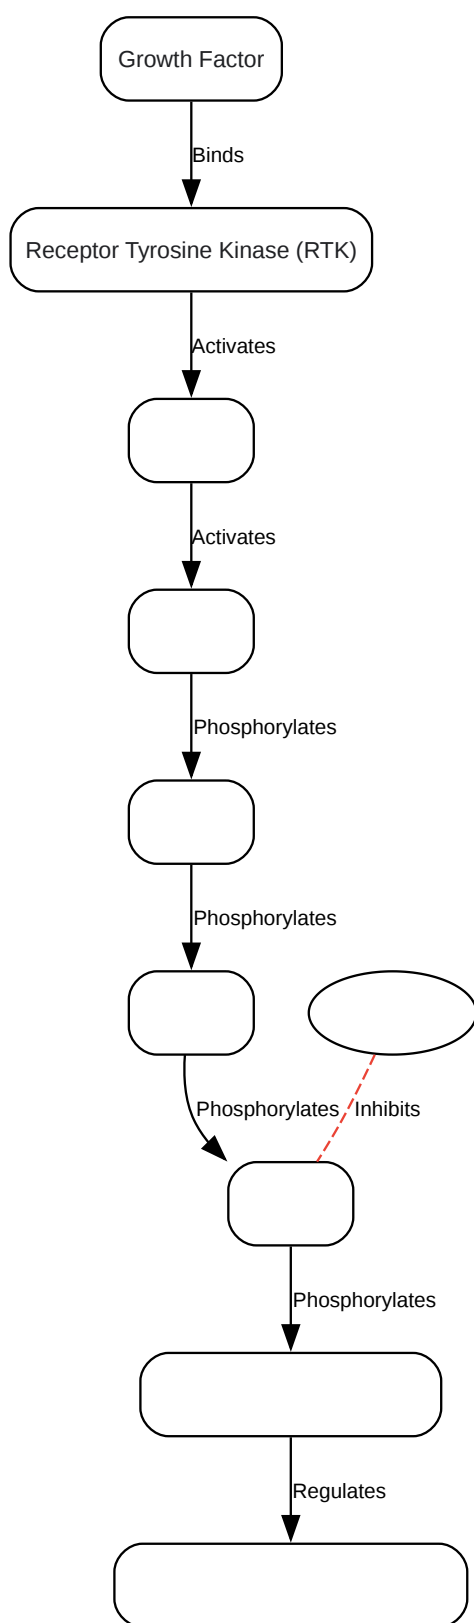 Growth Factor
Binds
Receptor Tyrosine Kinase (RTK)
Activates
Activates
Phosphorylates
Phosphorylates
Phosphorylates
Inhibits
Phosphorylates
Regulates